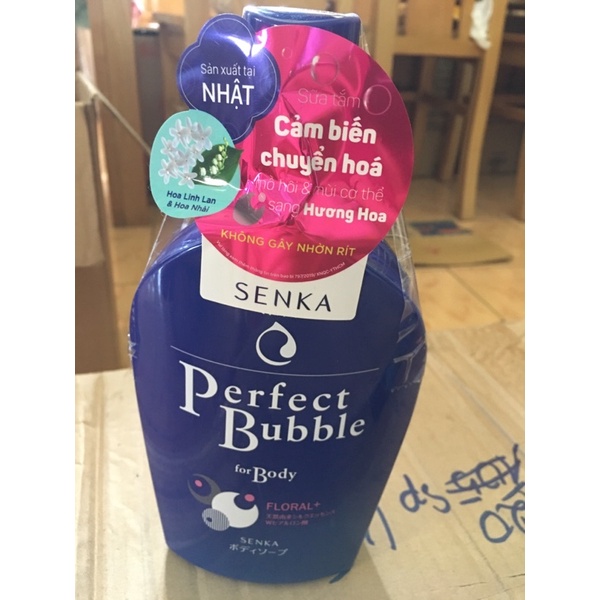 Sản xuất tại
NHẬT
Hoa Linh Lan
& Hoa Nhài
Sữa tắm
Cảm biến
chuyển hoá
mồ hôi & mùi cơ thể
sang Hương Hoa
KHÔNG GÂY NHỜN RÍT
SENKA
Perfect
Bubble
for Body
FLORAL+
SENKA
ボディソープ
SP
20